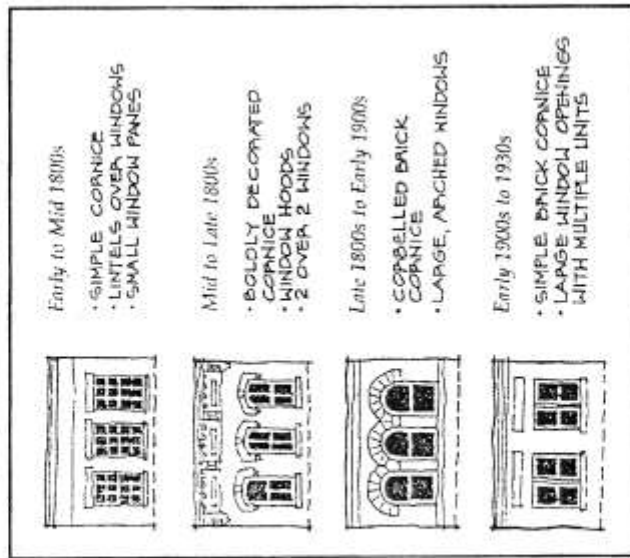 Early to Mid 1800s
• SIMPLE CORNICE
• LINTELS OVER WINDOWS
• SMALL WINDOW PANES
Mid to Late 1800s
• BOLDLY DECORATED
CORNICE
• WINDOW HOODS
• 2 OVER 2 WINDOWS
Late 1800s to Early 1900s
• CORBELLED BRICK
CORNICE
• LARGE, ARCHED WINDOWS
Early 1900s to 1930s
• SIMPLE BRICK CORNICE
• LARGE WINDOW OPENINGS
WITH MULTIPLE UNITS